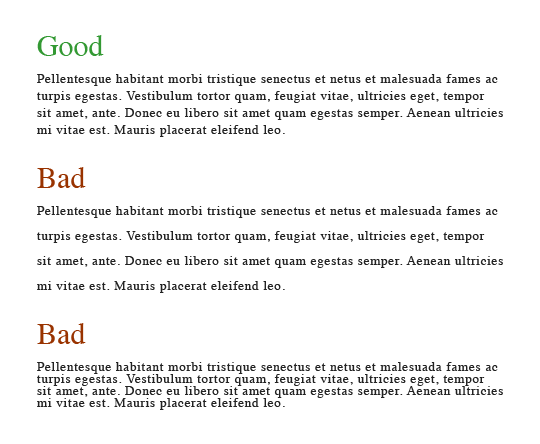 Good
Pellentesque habitant morbi tristique senectus et netus et malesuada fames ac
turpis egestas. Vestibulum tortor quam, feugiat vitae, ultricies eget, tempor
sit amet, ante. Donec eu libero sit amet quam egestas semper. Aenean ultricies
mi vitae est. Mauris placerat eleifend leo.
Bad
Pellentesque habitant morbi tristique senectus et netus et malesuada fames ac
turpis egestas. Vestibulum tortor quam, feugiat vitae, ultricies eget, tempor
sit amet, ante. Donec eu libero sit amet quam egestas semper. Aenean ultricies
mi vitae est. Mauris placerat eleifend leo.
Bad
Pellentesque habitant morbi tristique senectus et netus et malesuada fames ac
turpis egestas. Vestibulum tortor quam, feugiat vitae, ultricies eget, tempor
sit amet, ante. Donec eu libero sit amet quam egestas semper. Aenean ultricies
mi vitae est. Mauris placerat eleifend leo.